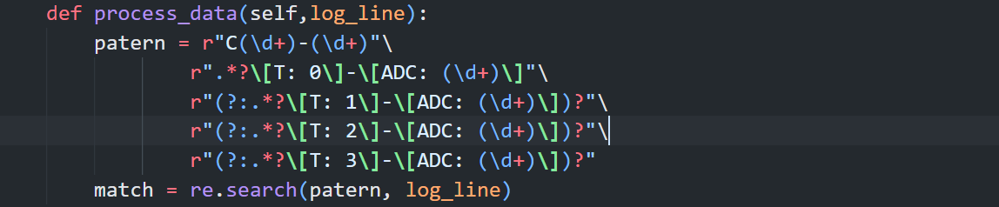 def process_data(self,log_line):
patern = r"C(\d+)-(\d+)"\
r".*?\[T: 0\]-\[ADC: (\d+)\]"\
r"(?:.*?\[T: 1\]-\[ADC: (\d+)\])?"\
r"(?:.*?\[T: 2\]-\[ADC: (\d+)\])?"\
r"(?:.*?\[T: 3\]-\[ADC: (\d+)\])?"
match = re.search(patern, log_line)